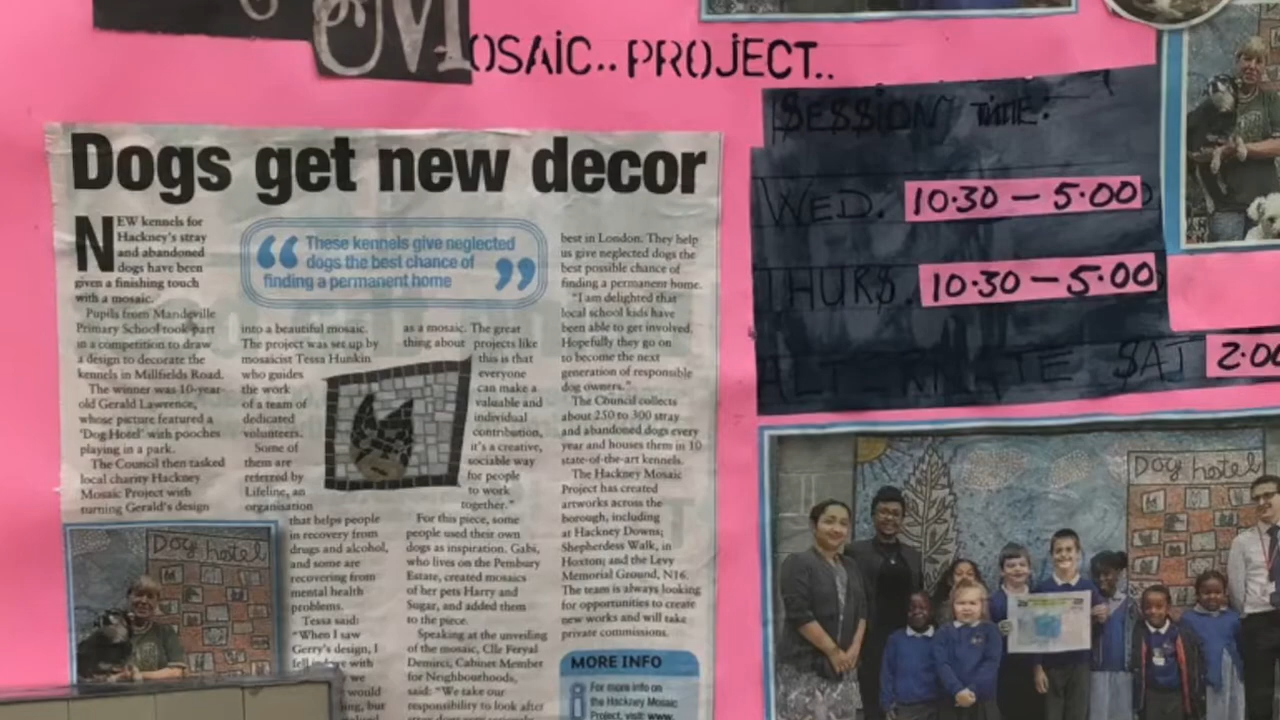 MOSAIC.. PROJECT..
SESSION TIME:
WED. 10·30 — 5·00
THURS. 10·30 — 5·00
ALTERNATE SAT 2·00
Dogs get new decor
NEW kennels for
Hackney's stray
and abandoned
dogs have been
given a finishing touch
with a mosaic.
Pupils from Mandeville
Primary School took part
in a competition to draw
a design to decorate the
kennels in Millfields Road.
The winner was 10-year-
old Gerald Lawrence,
whose picture featured a
'Dog Hotel' with pooches
playing in a park.
The Council then tasked
local charity Hackney
Mosaic Project with
turning Gerald's design
“These kennels give neglected
dogs the best chance of
finding a permanent home”
into a beautiful mosaic.
The project was set up by
mosaicist Tessa Hunkin
who guides
the work
of a team of
dedicated
volunteers.
Some of
them are
referred by
Lifeline, an
organisation
that helps people
in recovery from
drugs and alcohol,
and some are
recovering from
mental health
problems.
Tessa said:
"When I saw
Gerry's design, I
fell in love with
we
would
as a mosaic. The great
thing about projects like
this is that
everyone
can make a
valuable and
individual
contribution,
it's a creative,
sociable way
for people
to work
together."
For this piece, some
people used their own
dogs as inspiration. Gabi,
who lives on the Pembury
Estate, created mosaics
of her pets Harry and
Sugar, and added them
to the piece.
Speaking at the unveiling
of the mosaic, Cllr Feryal
Demirci, Cabinet Member
for Neighbourhoods,
said: "We take our
responsibility to look after
best in London. They help
us give neglected dogs the
best possible chance of
finding a permanent home.
"I am delighted that
local school kids have
been able to get involved.
Hopefully they go on
to become the next
generation of responsible
dog owners."
The Council collects
about 250 to 300 stray
and abandoned dogs every
year and houses them in 10
state-of-the-art kennels.
The Hackney Mosaic
Project has created
artworks across the
borough, including
at Hackney Downs;
Shepherdess Walk, in
Hoxton; and the Levy
Memorial Ground, N16.
The team is always looking
for opportunities to create
new works and will take
private commissions.
MORE INFO
i
For more info on
the Hackney Mosaic
Project, visit: www.
Dog hotel
Dog hotel